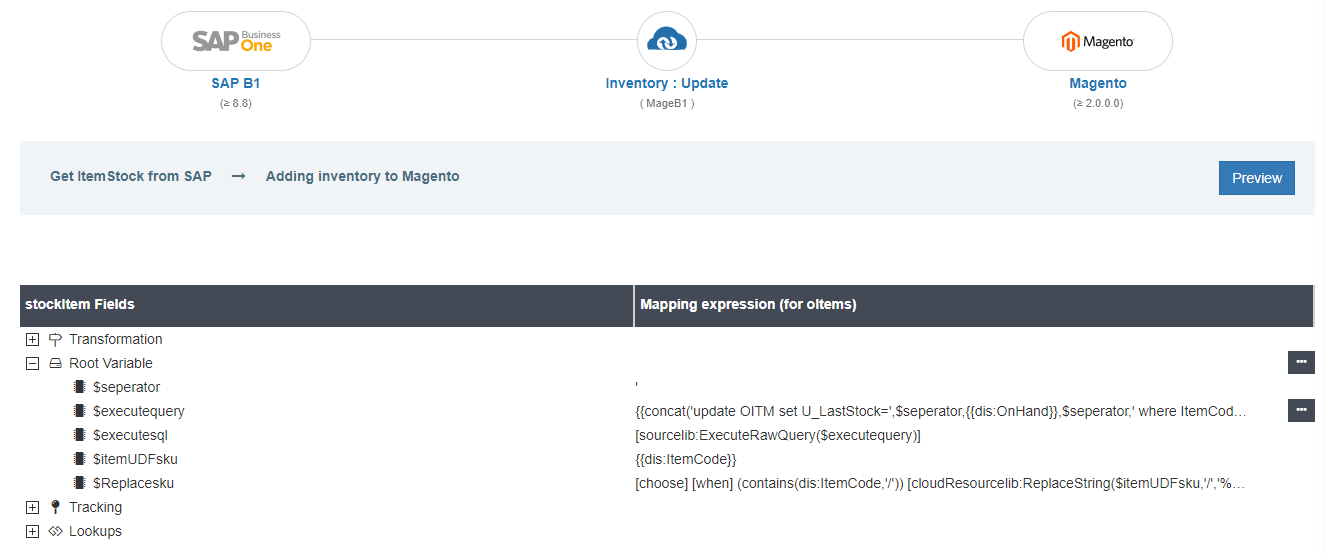 SAP Business One
Magento
SAP B1
Inventory : Update
Magento
(≥ 8.8)
( MageB1 )
(≥ 2.0.0.0)
Get ItemStock from SAP → Adding inventory to Magento
Preview
stockItem Fields
Mapping expression (for oItems)
Transformation
Root Variable
$seperator
'
$executequery
{{concat('update OITM set U_LastStock=',$seperator,{{dis:OnHand}},$seperator,' where ItemCod…
$executesql
[sourcelib:ExecuteRawQuery($executequery)]
$itemUDFsku
{{dis:ItemCode}}
$Replacesku
[choose] [when] (contains(dis:ItemCode,'/')) [cloudResourcelib:ReplaceString($itemUDFsku,'/','%…
Tracking
Lookups